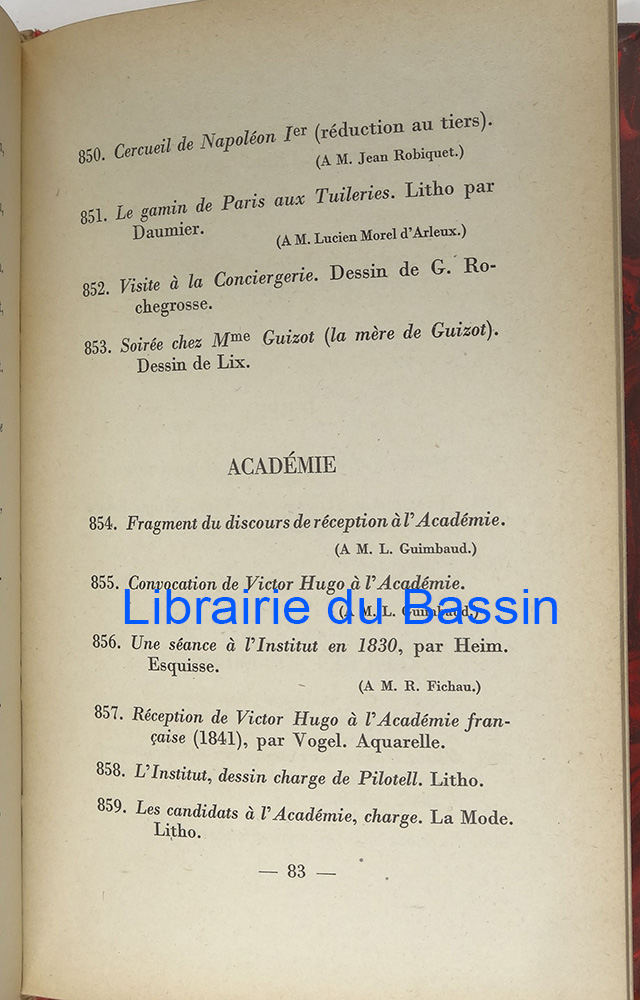 850. Cercueil de Napoléon Ier (réduction au tiers).
(A M. Jean Robiquet.)
851. Le gamin de Paris aux Tuileries. Litho par
Daumier.
(A M. Lucien Morel d'Arleux.)
852. Visite à la Conciergerie. Dessin de G. Ro-
chegrosse.
853. Soirée chez Mme Guizot (la mère de Guizot).
Dessin de Lix.
ACADÉMIE
854. Fragment du discours de réception à l'Académie.
(A M. L. Guimbaud.)
855. Convocation de Victor Hugo à l'Académie.
Librairie du Bassin
(A M. L. Guimbaud.)
856. Une séance à l'Institut en 1830, par Heim.
Esquisse.
(A M. R. Fichau.)
857. Réception de Victor Hugo à l'Académie fran-
çaise (1841), par Vogel. Aquarelle.
858. L'Institut, dessin charge de Pilotell. Litho.
859. Les candidats à l'Académie, charge. La Mode.
Litho.
— 83 —